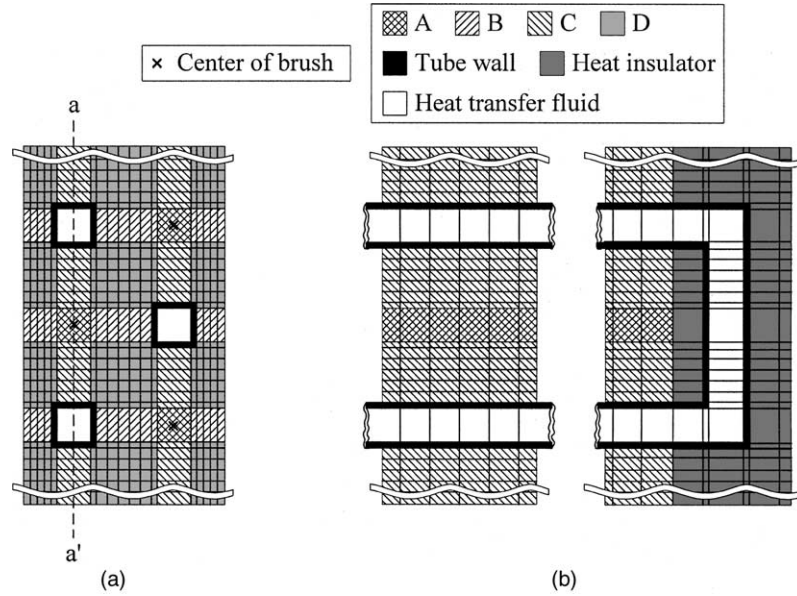 A B C D
Tube wall Heat insulator
Heat transfer fluid
× Center of brush
a
a'
(a)
(b)